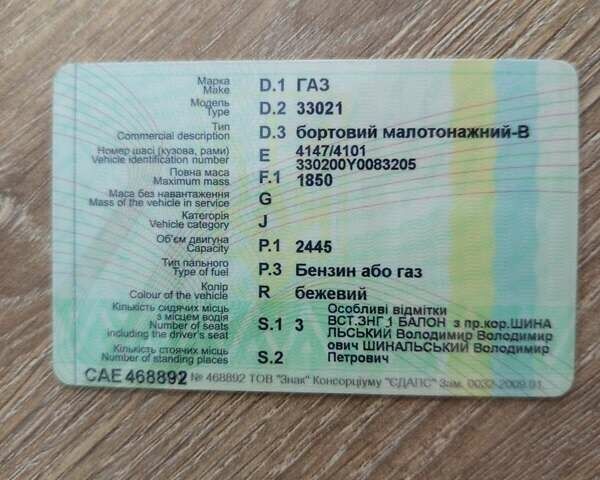 Марка
Make D.1 ГАЗ
Модель
Type D.2 33021
Тип
Commercial description D.3 бортовий малотонажний-В
Номер шасі (кузова, рами) 4147/4101
Vehicle identification number E 330200Y0083205
Повна маса
Maximum mass F.1 1850
Маса без навантаження
Mass of the vehicle in service G
Категорія
Vehicle category J
Об'єм двигуна
Capacity P.1 2445
Тип пального
Type of fuel P.3 Бензин або газ
Колір
Colour of the vehicle R бежевий
Кількість сидячих місць Особливі відмітки
з місцем водія ВСТ.ЗНГ 1 БАЛОН з пр.кор.ШИНА
Number of seats S.1 3 ЛЬСЬКИЙ Володимир Володимир
including the driver's seat ович ШИНАЛЬСЬКИЙ Володимир
Кількість стоячих місць Петрович
Number of standing places S.2
САЕ 468892 № 468892 ТОВ "Знак" Консорціуму "ЄДАПС" Зам. 0032-2009.01